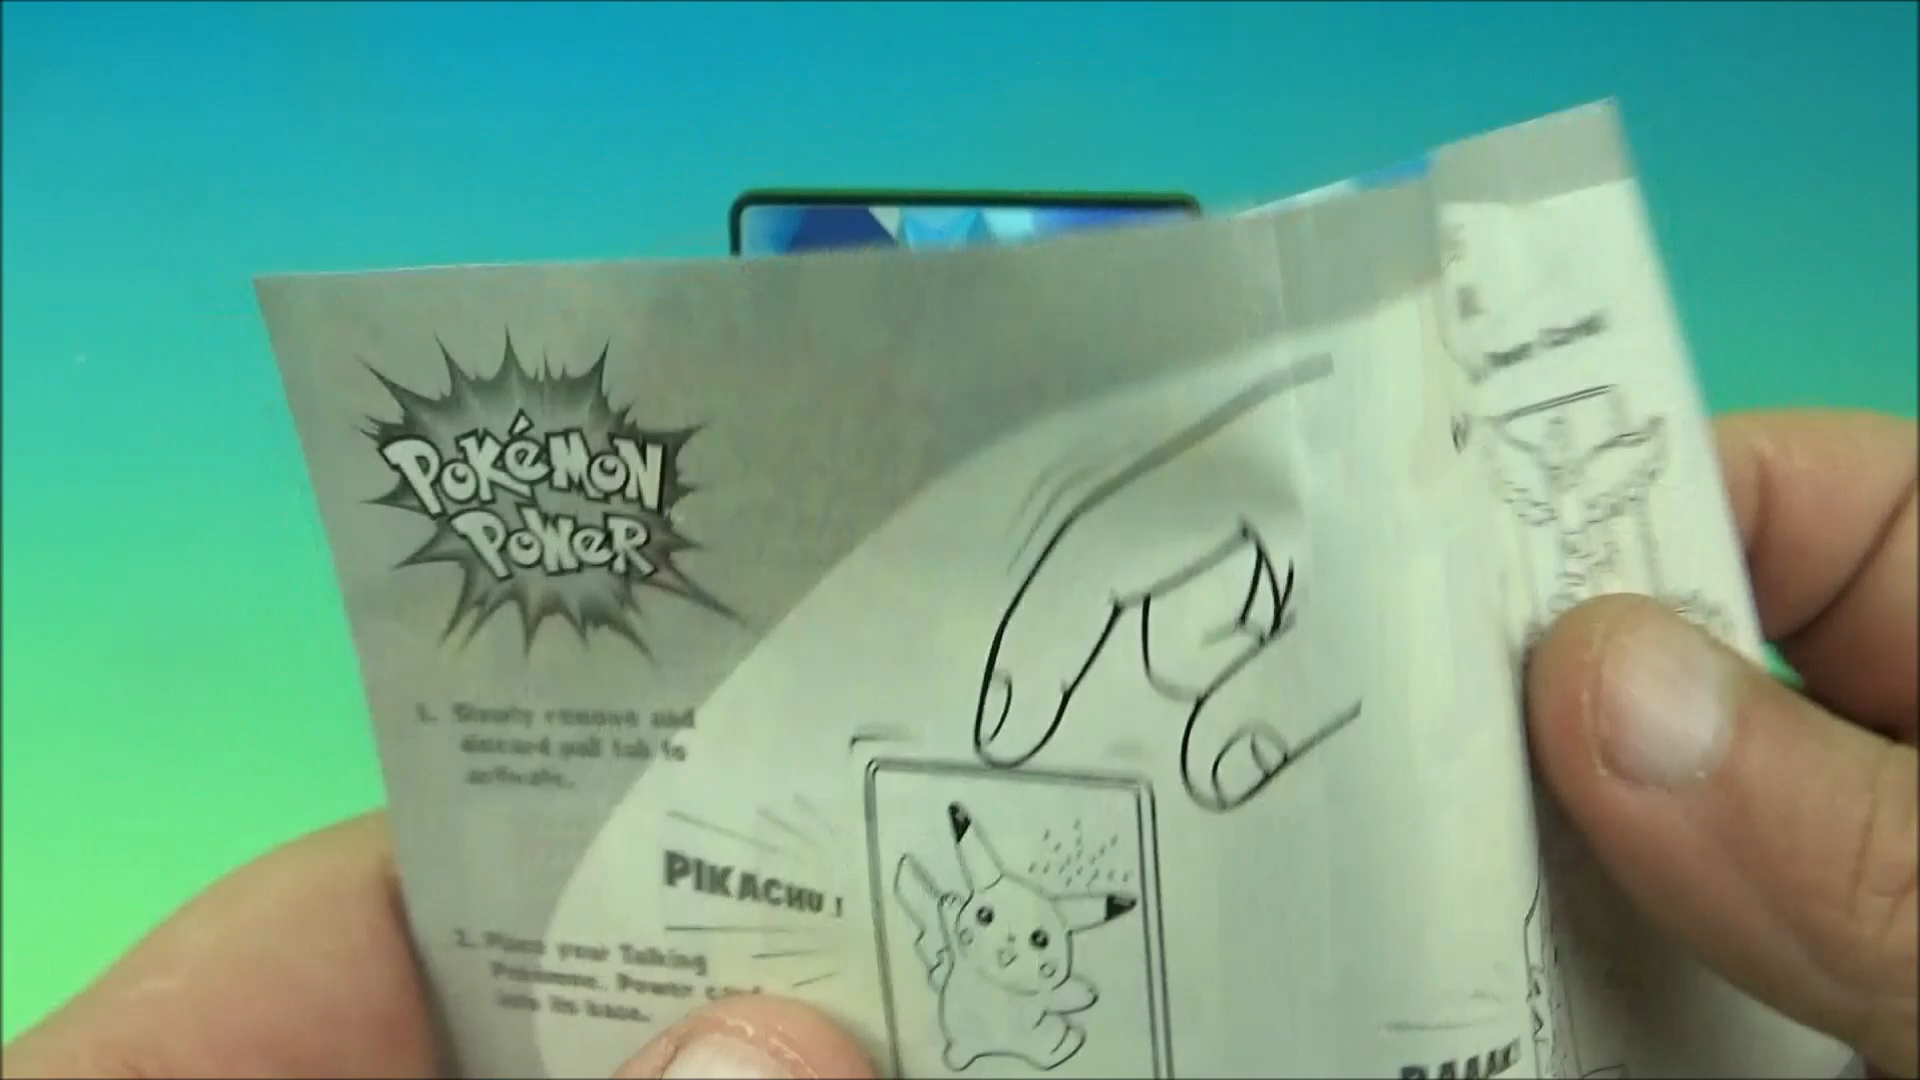 POKéMON
POWER
1. Slowly remove and
discard pull tab to
activate.
PIKACHU!
2. Place your Talking
Pokémon Power card
into its base.